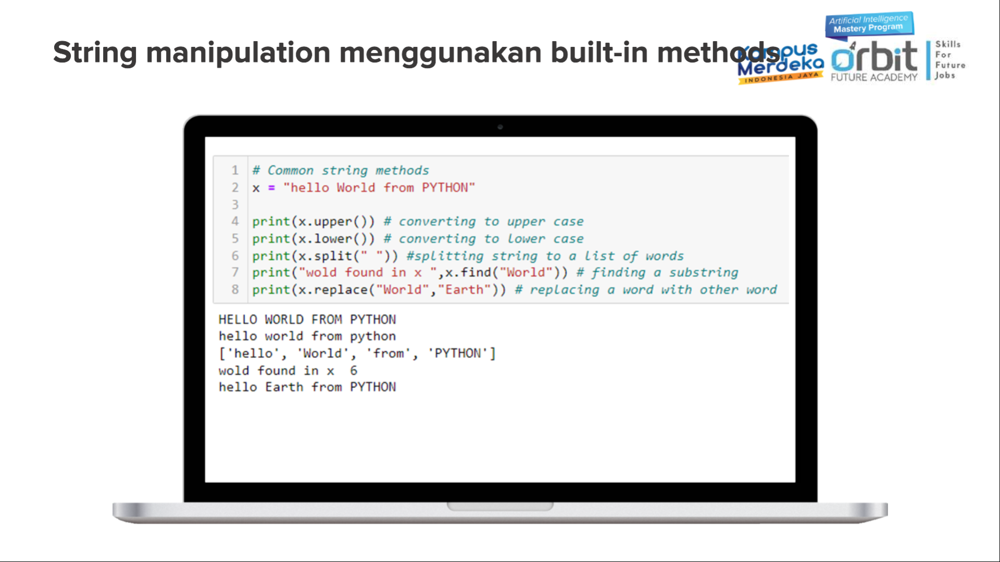 String manipulation menggunakan built-in methods
Artificial Intelligence
Mastery Program
Kampus
Merdeka
INDONESIA JAYA
orbit
FUTURE ACADEMY
Skills
For
Future
Jobs
1 # Common string methods
2 x = "hello World from PYTHON"
3
4 print(x.upper()) # converting to upper case
5 print(x.lower()) # converting to lower case
6 print(x.split(" ")) #splitting string to a list of words
7 print("wold found in x ",x.find("World")) # finding a substring
8 print(x.replace("World","Earth")) # replacing a word with other word
HELLO WORLD FROM PYTHON
hello world from python
['hello', 'World', 'from', 'PYTHON']
wold found in x  6
hello Earth from PYTHON